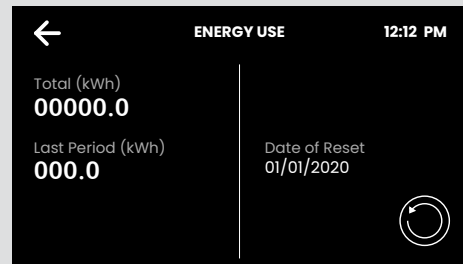 ENERGY USE
12:12 PM
Total (kWh)
00000.0
Last Period (kWh)
000.0
Date of Reset
01/01/2020